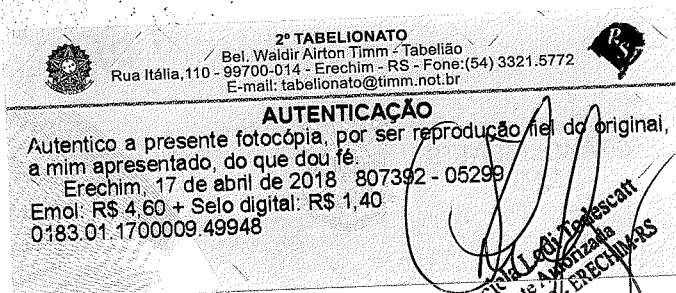 2º TABELIONATO
Bel. Waldir Airton Timm - Tabelião
Rua Itália,110 - 99700-014 - Erechim - RS - Fone:(54) 3321.5772
E-mail: tabelionato@timm.not.br
AUTENTICAÇÃO
Autentico a presente fotocópia, por ser reprodução fiel do original,
a mim apresentado, do que dou fé.
Erechim, 17 de abril de 2018 807392 - 05299
Emol: R$ 4,60 + Selo digital: R$ 1,40
0183.01.1700009.49948
Autorizada
ERECHIM-RS